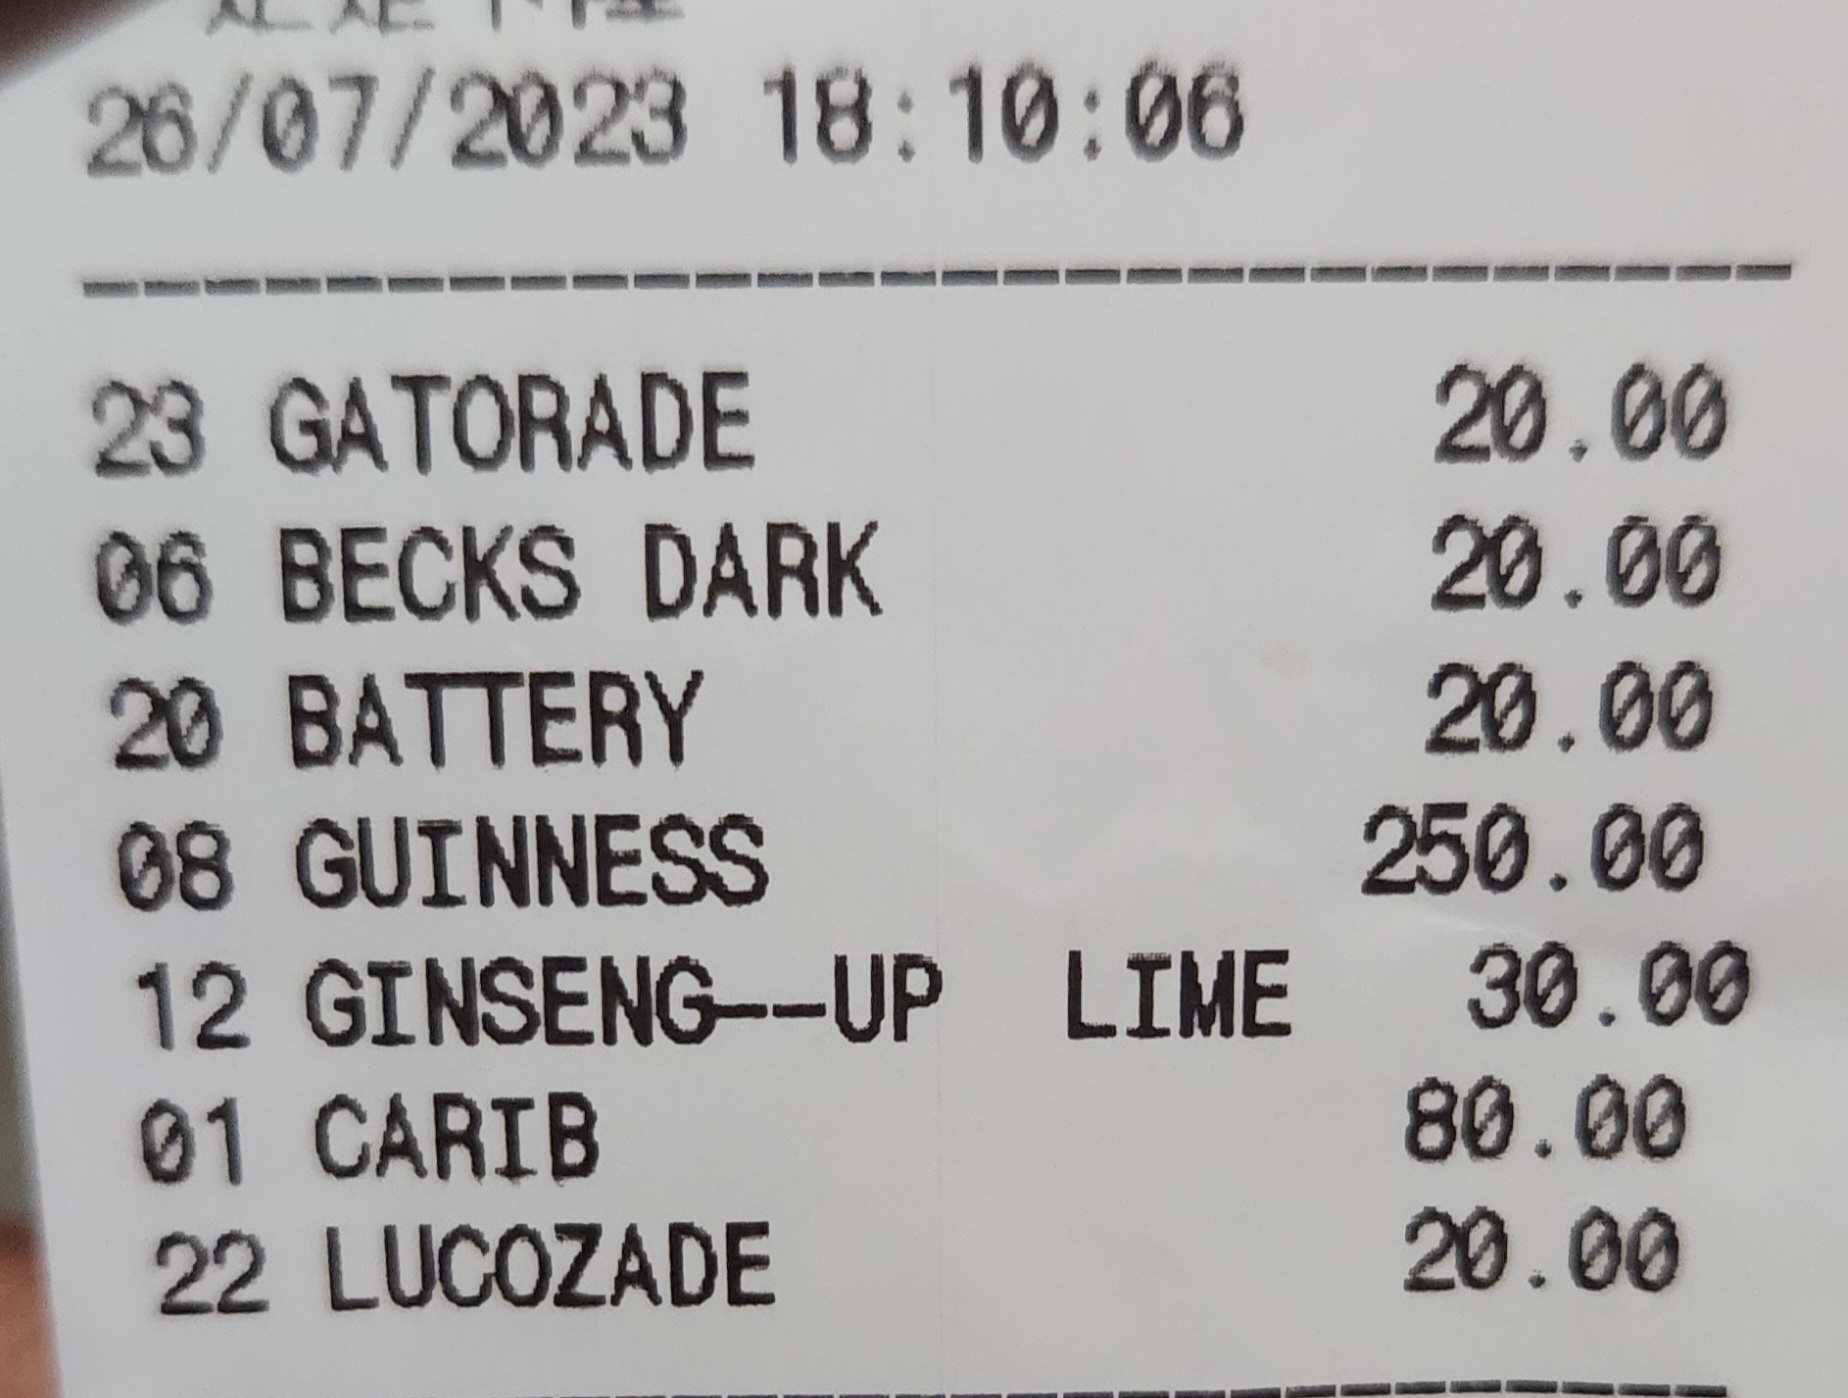 26/07/2023 18:10:06
--------------------------------
23 GATORADE 20.00
06 BECKS DARK 20.00
20 BATTERY 20.00
08 GUINNESS 250.00
12 GINSENG--UP LIME 30.00
01 CARIB 80.00
22 LUCOZADE 20.00